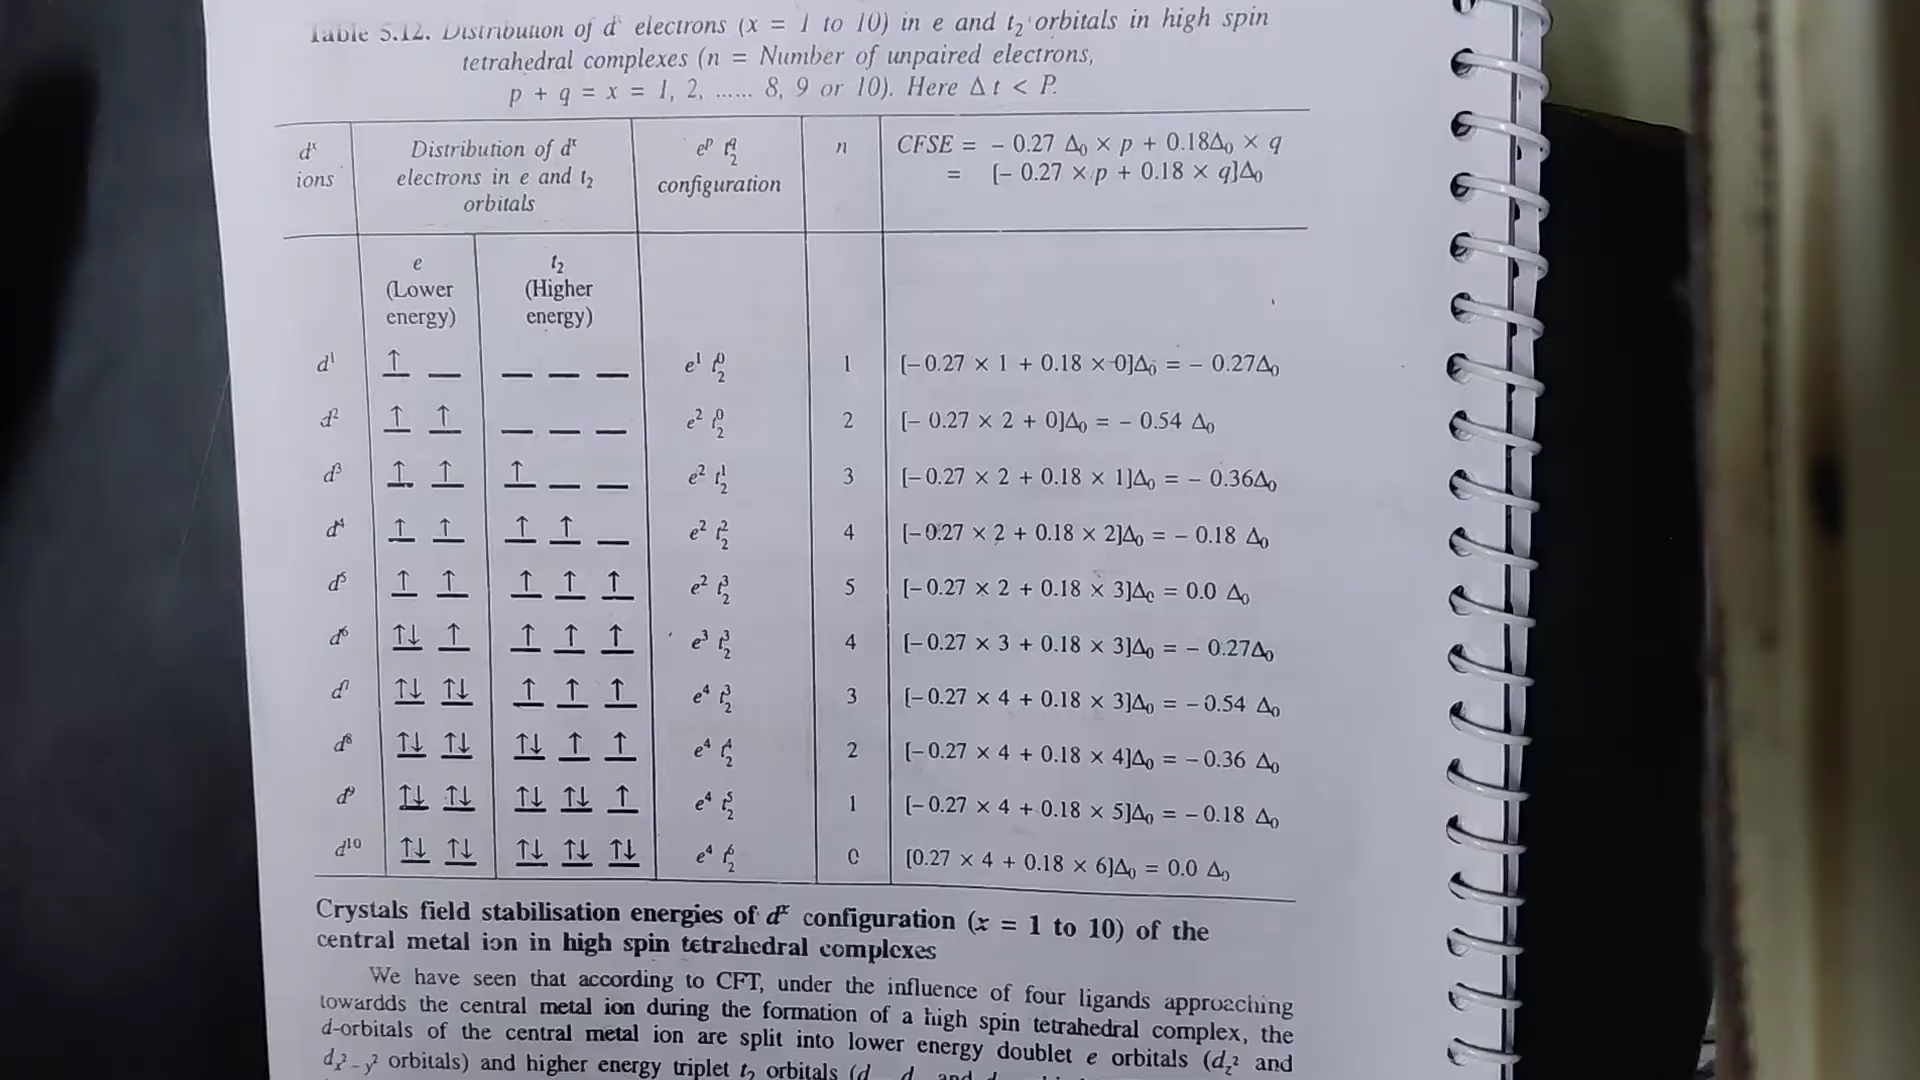 Table 5.12. Distribution of dˣ electrons (x = 1 to 10) in e and t₂ orbitals in high spin
tetrahedral complexes (n = Number of unpaired electrons,
p + q = x = 1, 2, ...... 8, 9 or 10). Here Δt < P.
dˣ ions
Distribution of dˣ electrons in e and t₂ orbitals
eᵖ t₂^q configuration
n
CFSE = – 0.27 Δ₀ × p + 0.18Δ₀ × q
= [– 0.27 × p + 0.18 × q]Δ₀
e (Lower energy)
t₂ (Higher energy)
d¹ ↑ _ _ _ _ e¹ t₂⁰ 1 [–0.27 × 1 + 0.18 × 0]Δ₀ = – 0.27Δ₀
d² ↑ ↑ _ _ _ e² t₂⁰ 2 [– 0.27 × 2 + 0]Δ₀ = – 0.54 Δ₀
d³ ↑ ↑ ↑ _ _ e² t₂¹ 3 [–0.27 × 2 + 0.18 × 1]Δ₀ = – 0.36Δ₀
d⁴ ↑ ↑ ↑ ↑ _ e² t₂² 4 [–0.27 × 2 + 0.18 × 2]Δ₀ = – 0.18 Δ₀
d⁵ ↑ ↑ ↑ ↑ ↑ e² t₂³ 5 [–0.27 × 2 + 0.18 × 3]Δ₀ = 0.0 Δ₀
d⁶ ↑↓ ↑ ↑ ↑ ↑ e³ t₂³ 4 [–0.27 × 3 + 0.18 × 3]Δ₀ = – 0.27Δ₀
d⁷ ↑↓ ↑↓ ↑ ↑ ↑ e⁴ t₂³ 3 [–0.27 × 4 + 0.18 × 3]Δ₀ = – 0.54 Δ₀
d⁸ ↑↓ ↑↓ ↑↓ ↑ ↑ e⁴ t₂⁴ 2 [–0.27 × 4 + 0.18 × 4]Δ₀ = – 0.36 Δ₀
d⁹ ↑↓ ↑↓ ↑↓ ↑↓ ↑ e⁴ t₂⁵ 1 [–0.27 × 4 + 0.18 × 5]Δ₀ = – 0.18 Δ₀
d¹⁰ ↑↓ ↑↓ ↑↓ ↑↓ ↑↓ e⁴ t₂⁶ 0 [0.27 × 4 + 0.18 × 6]Δ₀ = 0.0 Δ₀
Crystals field stabilisation energies of dˣ configuration (x = 1 to 10) of the
central metal ion in high spin tetrahedral complexes
We have seen that according to CFT, under the influence of four ligands approaching
towardds the central metal ion during the formation of a high spin tetrahedral complex, the
d-orbitals of the central metal ion are split into lower energy doublet e orbitals (d_z² and
d_x²–y² orbitals) and higher energy triplet t₂ orbitals (d